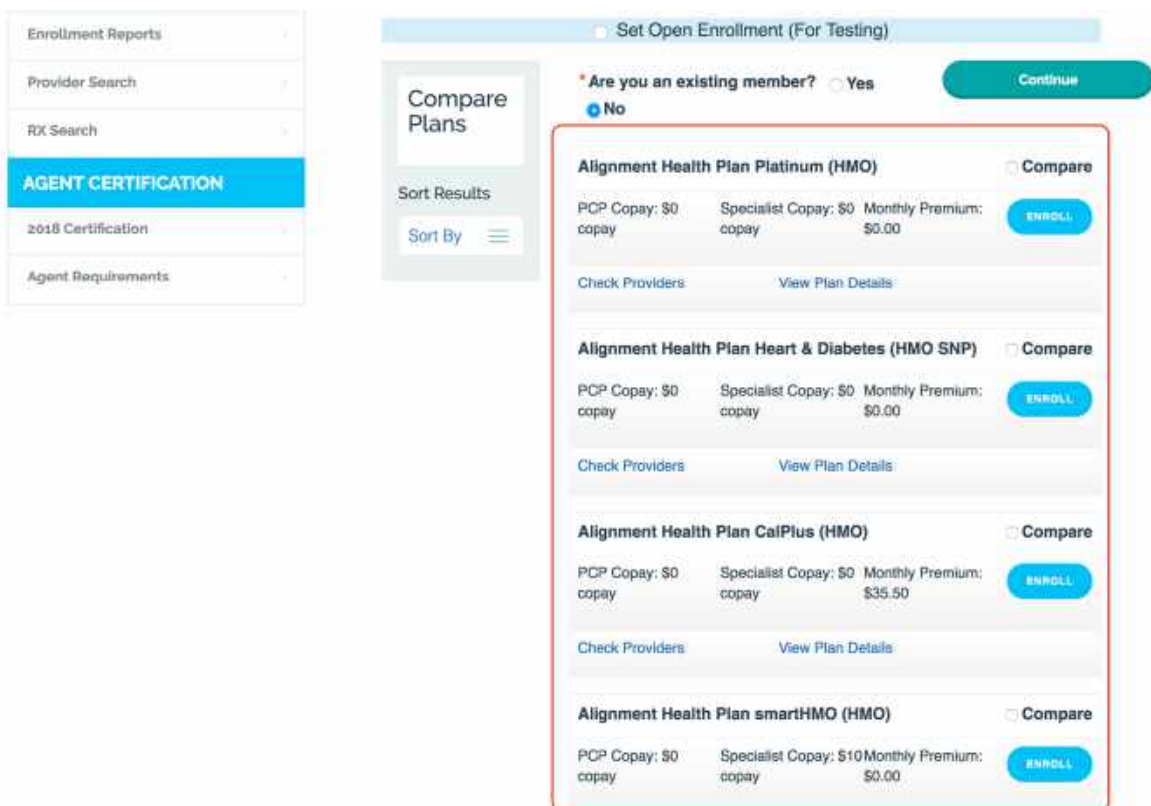 Enrollment Reports
Provider Search
RX Search
AGENT CERTIFICATION
2018 Certification
Agent Requirements
Set Open Enrollment (For Testing)
Compare
Plans
Sort Results
Sort By
*Are you an existing member? Yes
No
Continue
Alignment Health Plan Platinum (HMO) Compare
PCP Copay: $0 Specialist Copay: $0 Monthly Premium:
copay copay $0.00
ENROLL
Check Providers View Plan Details
Alignment Health Plan Heart & Diabetes (HMO SNP) Compare
PCP Copay: $0 Specialist Copay: $0 Monthly Premium:
copay copay $0.00
ENROLL
Check Providers View Plan Details
Alignment Health Plan CalPlus (HMO) Compare
PCP Copay: $0 Specialist Copay: $0 Monthly Premium:
copay copay $35.50
ENROLL
Check Providers View Plan Details
Alignment Health Plan smartHMO (HMO) Compare
PCP Copay: $0 Specialist Copay: $10 Monthly Premium:
copay copay $0.00
ENROLL